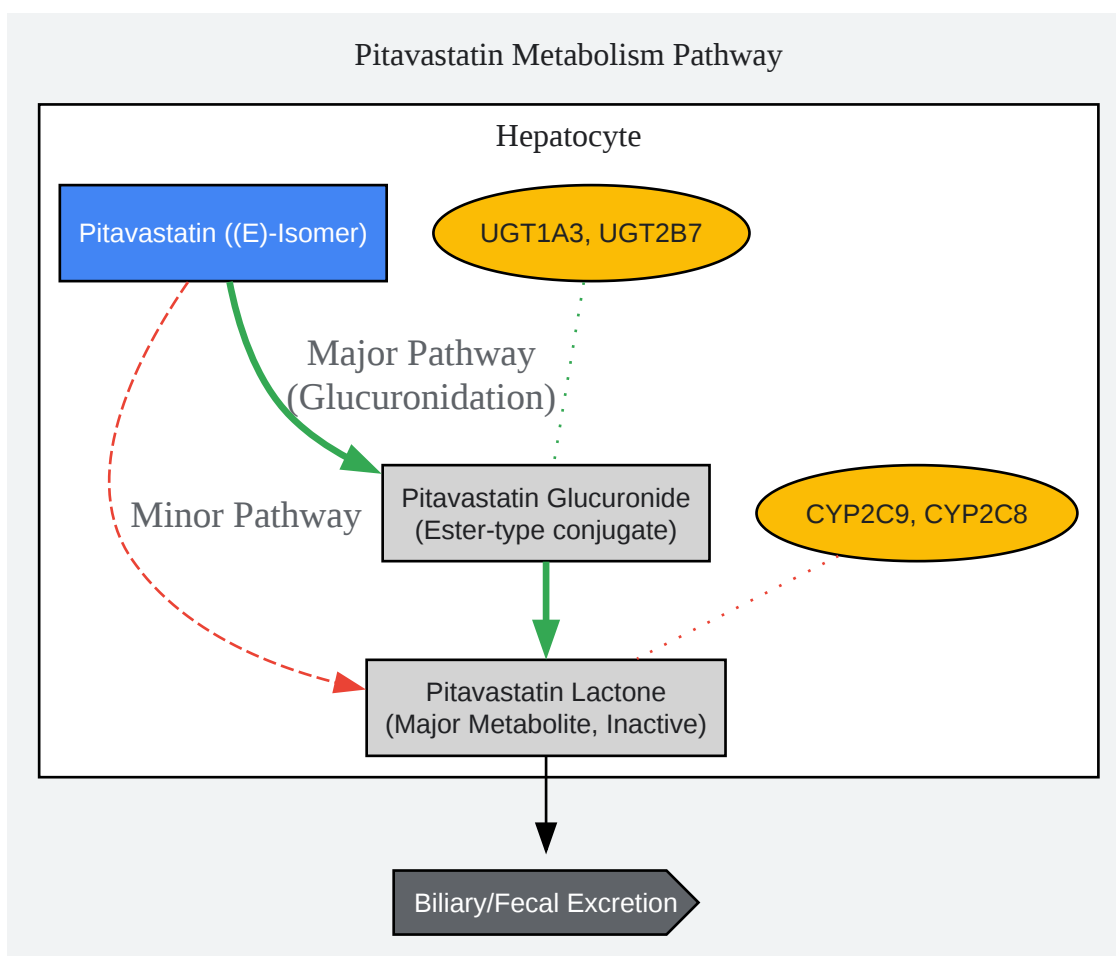 Pitavastatin Metabolism Pathway
Hepatocyte
Pitavastatin ((E)-Isomer)
UGT1A3, UGT2B7
Major Pathway
(Glucuronidation)
Minor Pathway
Pitavastatin Glucuronide
(Ester-type conjugate)
CYP2C9, CYP2C8
Pitavastatin Lactone
(Major Metabolite, Inactive)
Biliary/Fecal Excretion